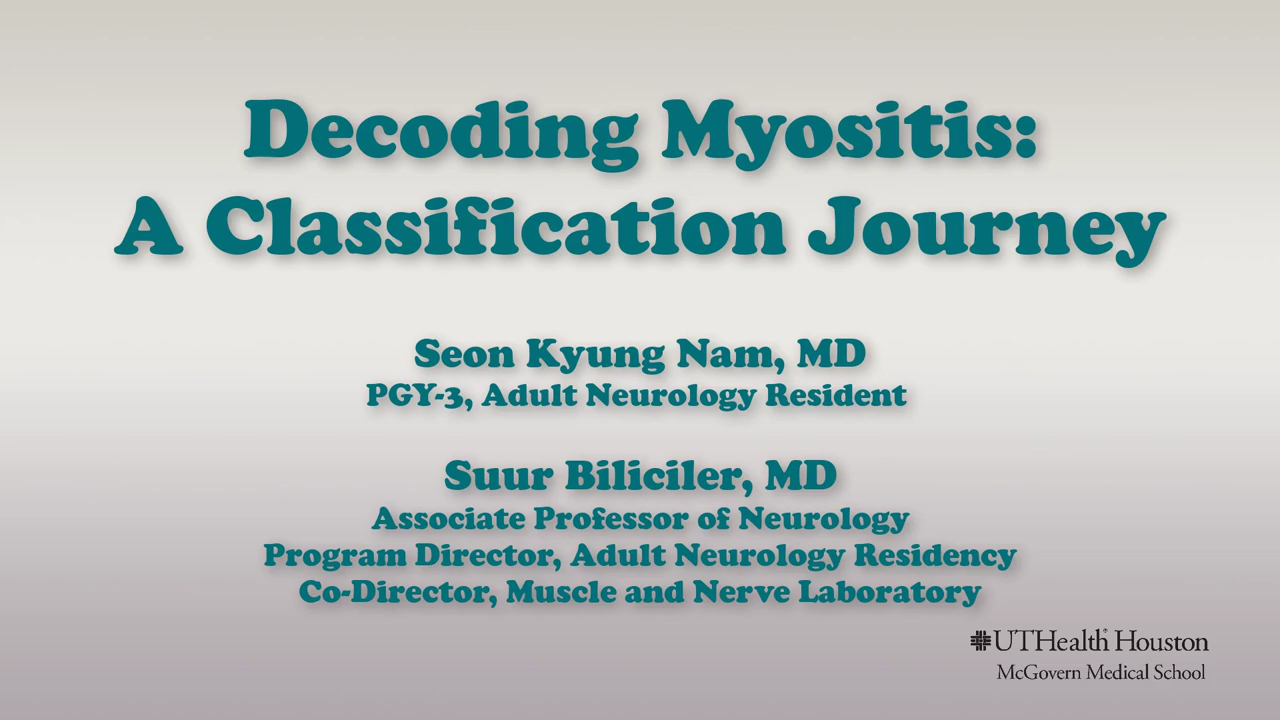 Decoding Myositis:
A Classification Journey
Seon Kyung Nam, MD
PGY-3, Adult Neurology Resident
Suur Biliciler, MD
Associate Professor of Neurology
Program Director, Adult Neurology Residency
Co-Director, Muscle and Nerve Laboratory
UTHealth® Houston
McGovern Medical School